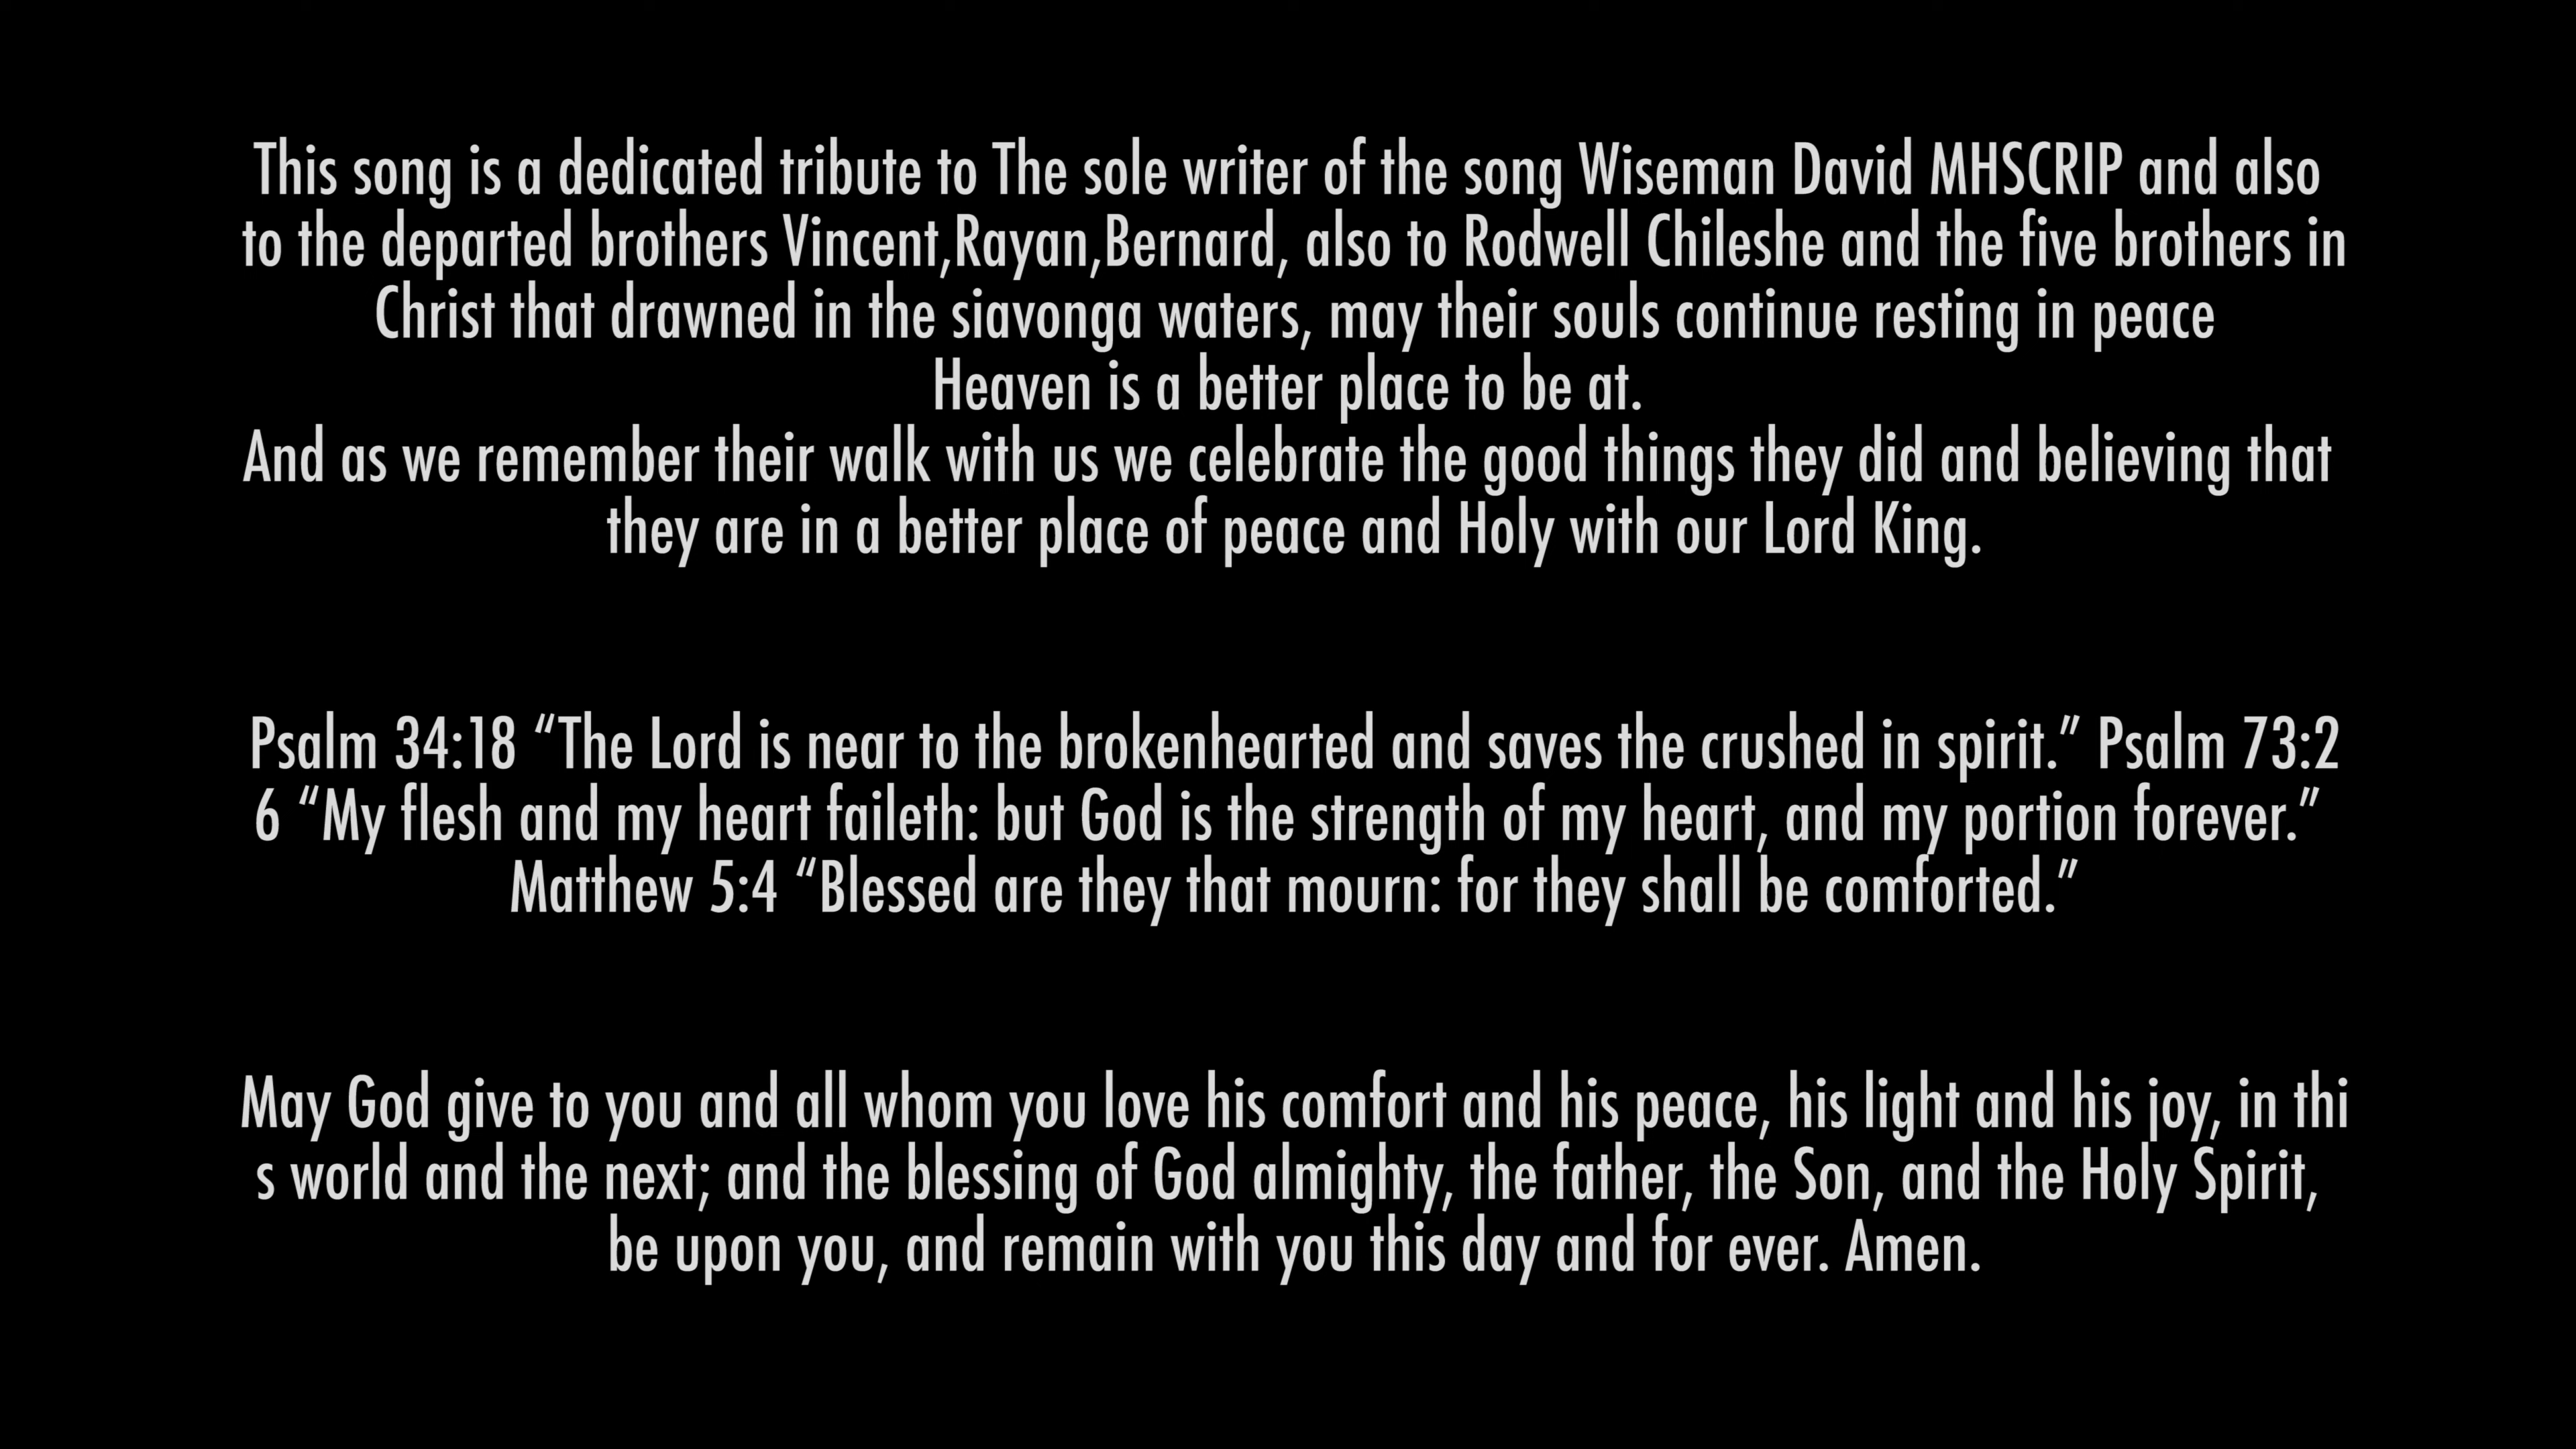 This song is a dedicated tribute to The sole writer of the song Wiseman David MHSCRIP and also
to the departed brothers Vincent,Rayan,Bernard, also to Rodwell Chileshe and the five brothers in
Christ that drawned in the siavonga waters, may their souls continue resting in peace
Heaven is a better place to be at.
And as we remember their walk with us we celebrate the good things they did and believing that
they are in a better place of peace and Holy with our Lord King.
Psalm 34:18 “The Lord is near to the brokenhearted and saves the crushed in spirit.” Psalm 73:2
6 “My flesh and my heart faileth: but God is the strength of my heart, and my portion forever.”
Matthew 5:4 “Blessed are they that mourn: for they shall be comforted.”
May God give to you and all whom you love his comfort and his peace, his light and his joy, in thi
s world and the next; and the blessing of God almighty, the father, the Son, and the Holy Spirit,
be upon you, and remain with you this day and for ever. Amen.